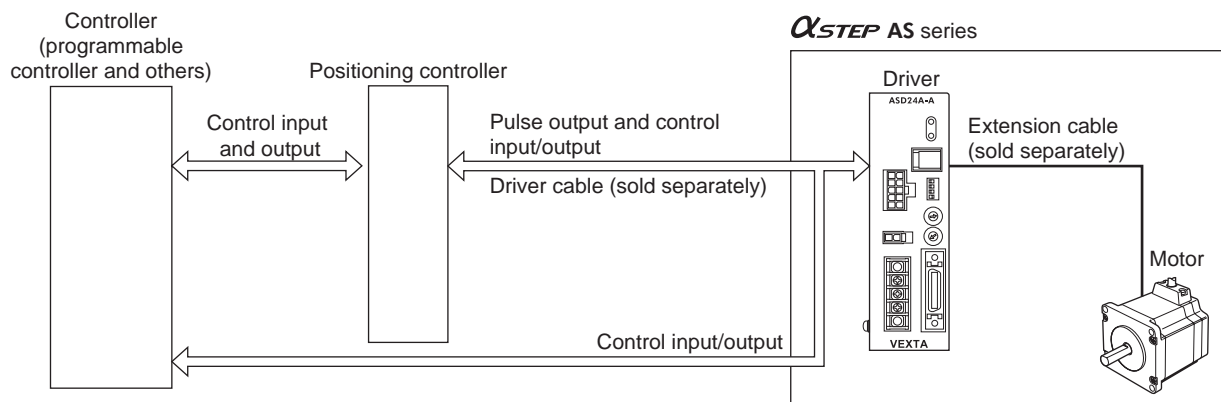 Controller
(programmable
controller and others)
Positioning controller
αSTEP AS series
Driver
ASD24A-A
Control input
and output
Pulse output and control
input/output
Driver cable (sold separately)
Extension cable
(sold separately)
Motor
Control input/output
VEXTA